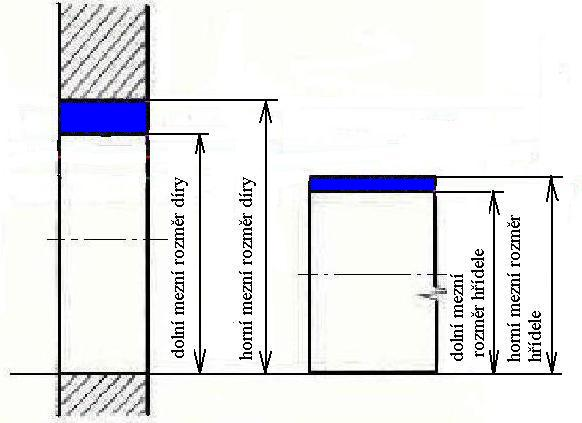 dolní mezní rozměr díry
horní mezní rozměr díry
dolní mezní
rozměr hřídele
horní mezní rozměr
hřídele